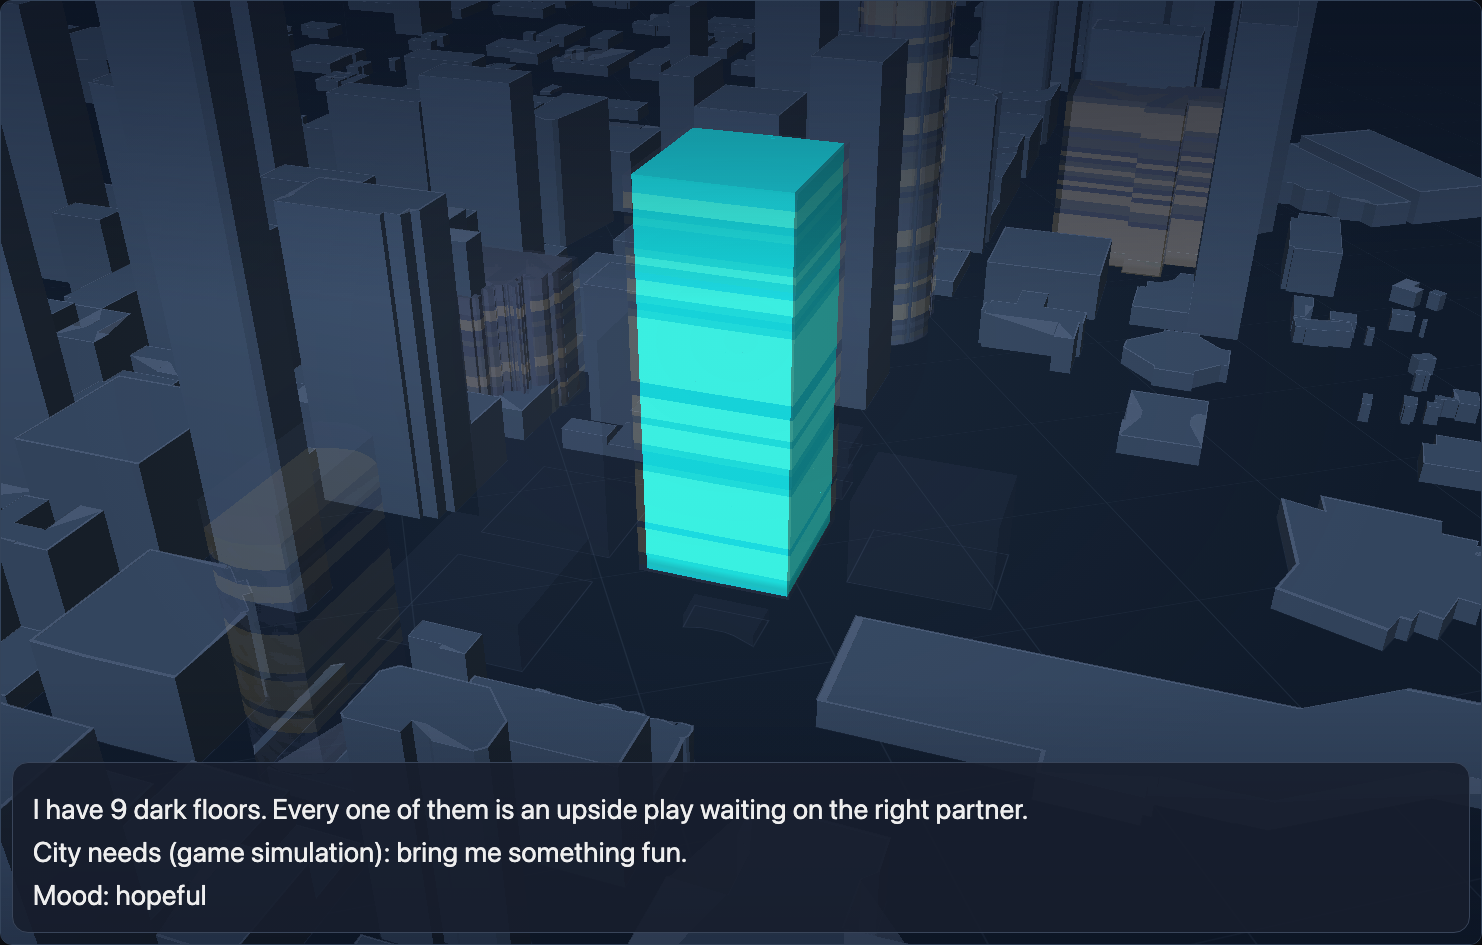 I have 9 dark floors. Every one of them is an upside play waiting on the right partner.
City needs (game simulation): bring me something fun.
Mood: hopeful